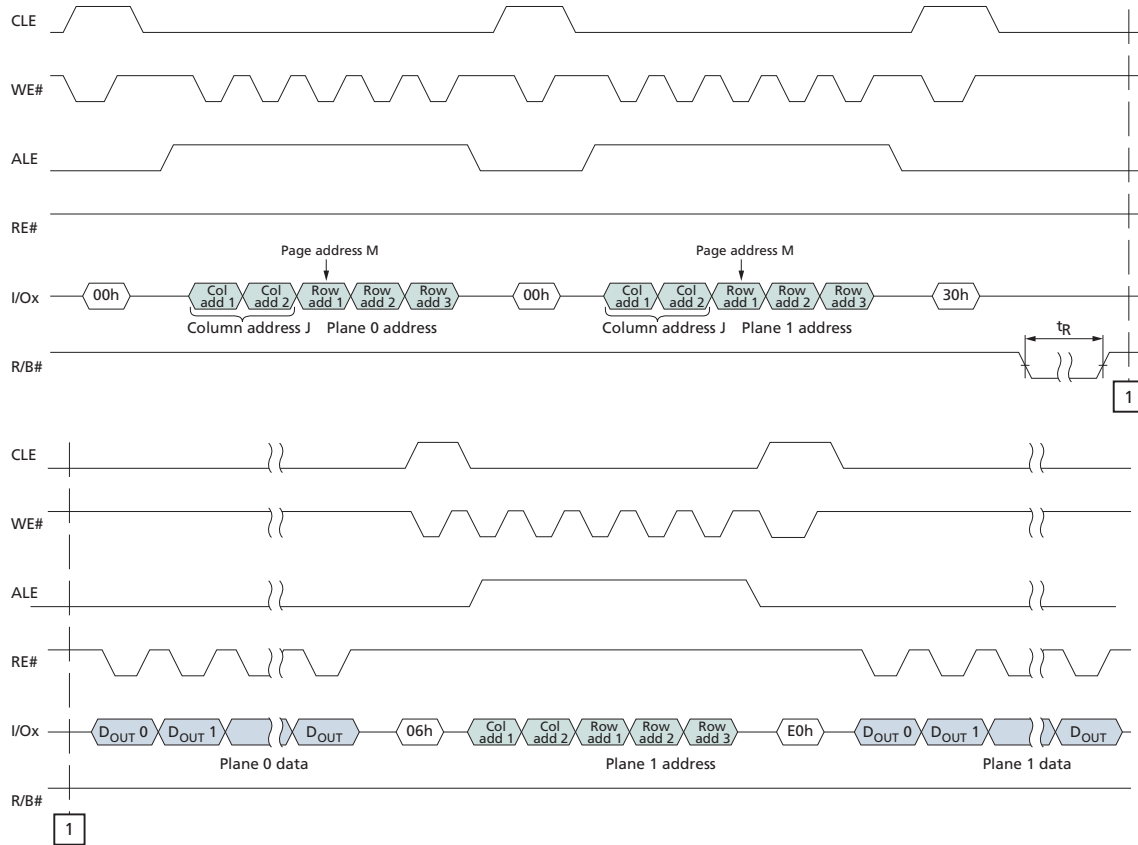 CLE
WE#
ALE
RE#
Page address M Page address M
I/Ox 00h Col add 1 Col add 2 Row add 1 Row add 2 Row add 3 00h Col add 1 Col add 2 Row add 1 Row add 2 Row add 3 30h
Column address J Plane 0 address Column address J Plane 1 address
tR
R/B#
1
CLE
WE#
ALE
RE#
I/Ox DOUT 0 DOUT 1 DOUT 06h Col add 1 Col add 2 Row add 1 Row add 2 Row add 3 E0h DOUT 0 DOUT 1 DOUT
Plane 0 data Plane 1 address Plane 1 data
R/B#
1